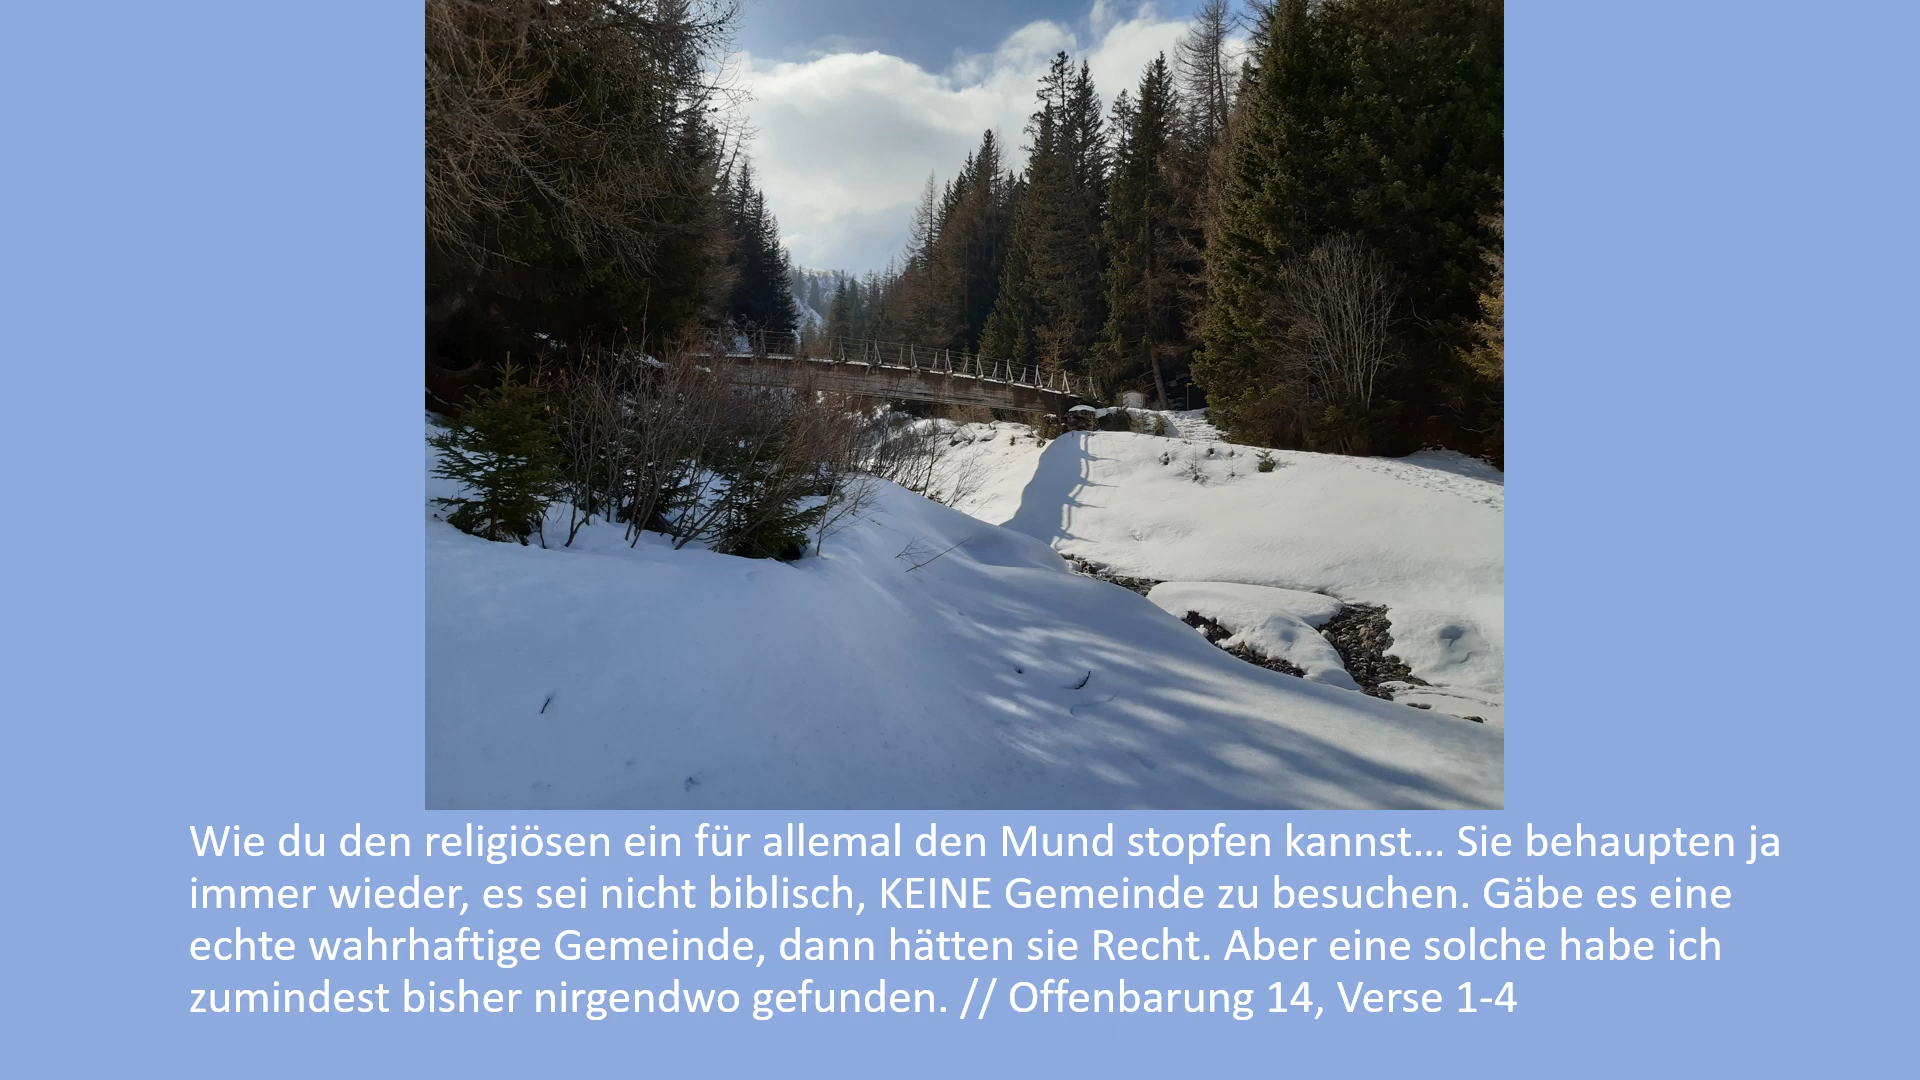 Wie du den religiösen ein für allemal den Mund stopfen kannst... Sie behaupten ja
immer wieder, es sei nicht biblisch, KEINE Gemeinde zu besuchen. Gäbe es eine
echte wahrhaftige Gemeinde, dann hätten sie Recht. Aber eine solche habe ich
zumindest bisher nirgendwo gefunden. // Offenbarung 14, Verse 1-4